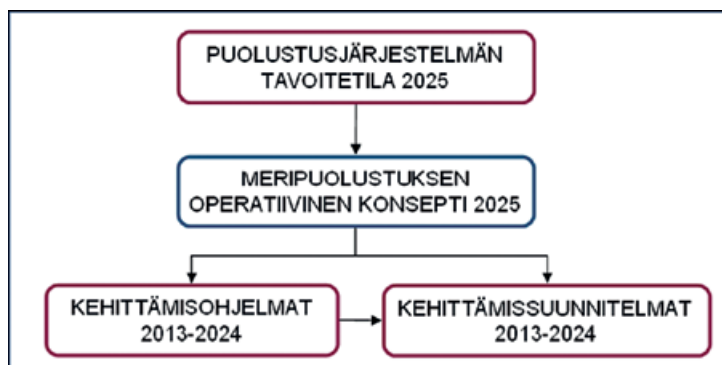 PUOLUSTUSJÄRJESTELMÄN
TAVOITETILA 2025
MERIPUOLUSTUKSEN
OPERATIIVINEN KONSEPTI 2025
KEHITTÄMISOHJELMAT
2013-2024
KEHITTÄMISSUUNNITELMAT
2013-2024